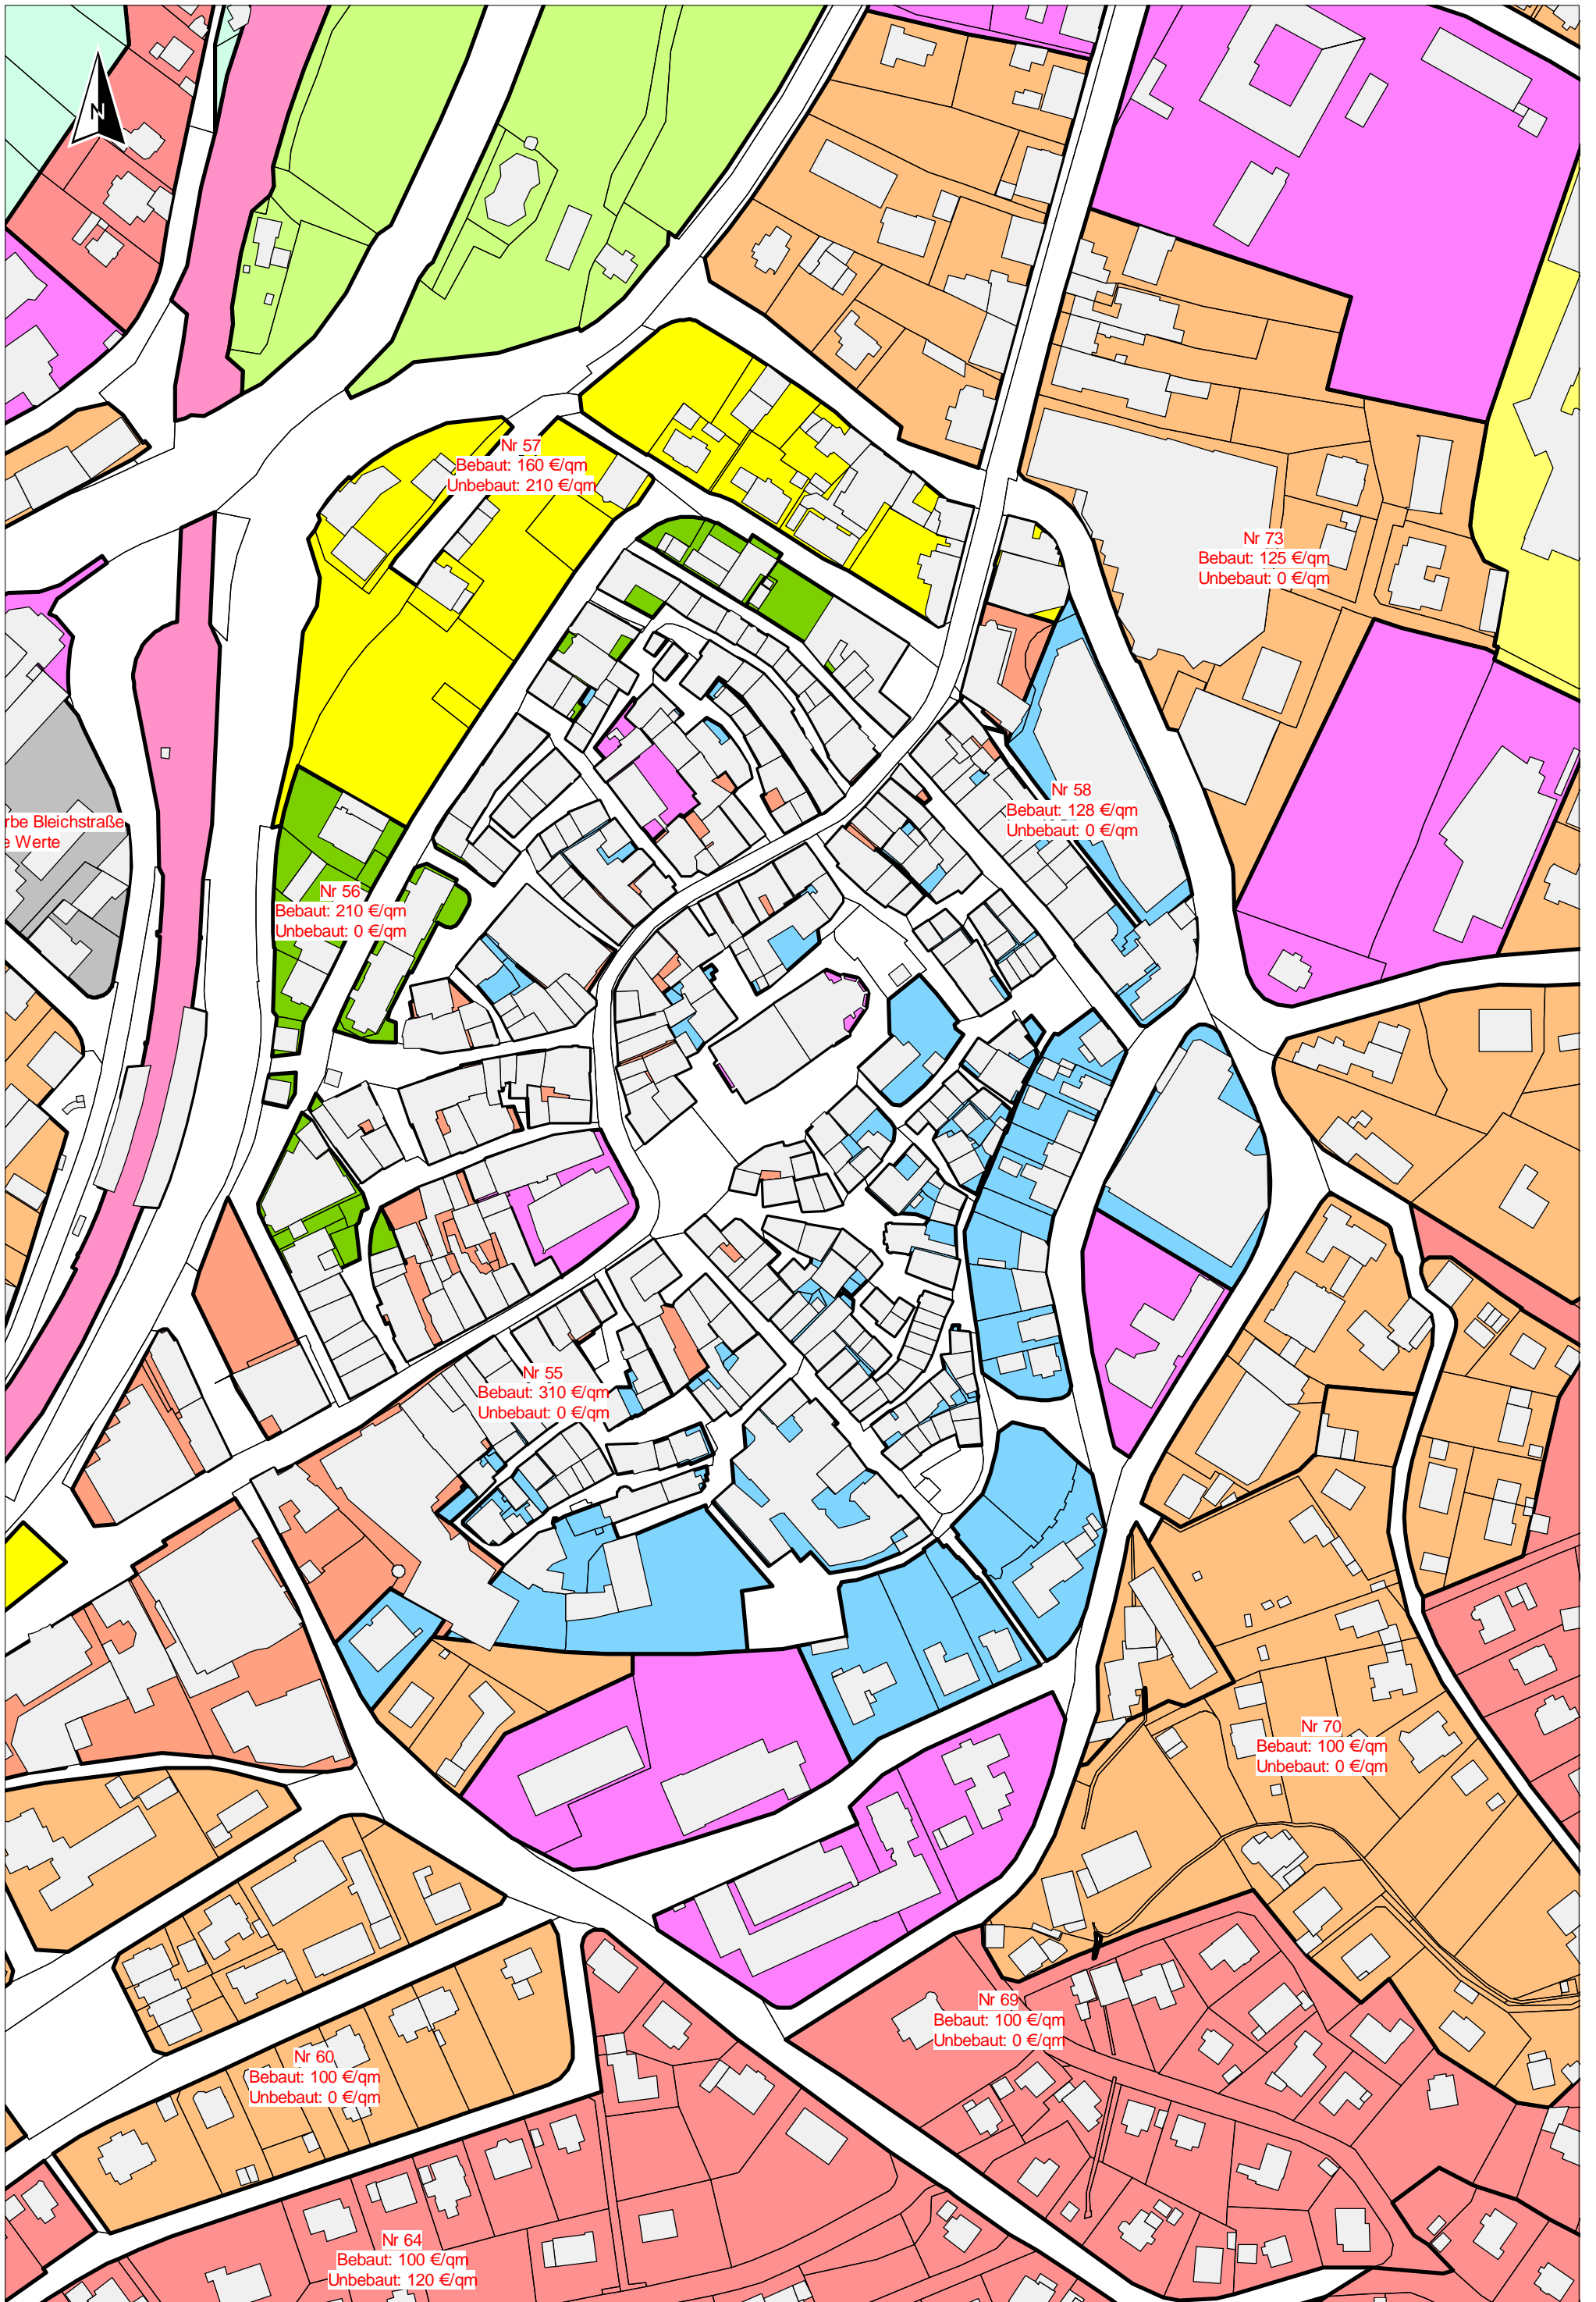 N
Nr 57
Bebaut: 160 €/qm
Unbebaut: 210 €/qm
Nr 73
Bebaut: 125 €/qm
Unbebaut: 0 €/qm
Nr 58
Bebaut: 128 €/qm
Unbebaut: 0 €/qm
rbe Bleichstraße
e Werte
Nr 56
Bebaut: 210 €/qm
Unbebaut: 0 €/qm
Nr 55
Bebaut: 310 €/qm
Unbebaut: 0 €/qm
Nr 70
Bebaut: 100 €/qm
Unbebaut: 0 €/qm
Nr 69
Bebaut: 100 €/qm
Unbebaut: 0 €/qm
Nr 60
Bebaut: 100 €/qm
Unbebaut: 0 €/qm
Nr 64
Bebaut: 100 €/qm
Unbebaut: 120 €/qm